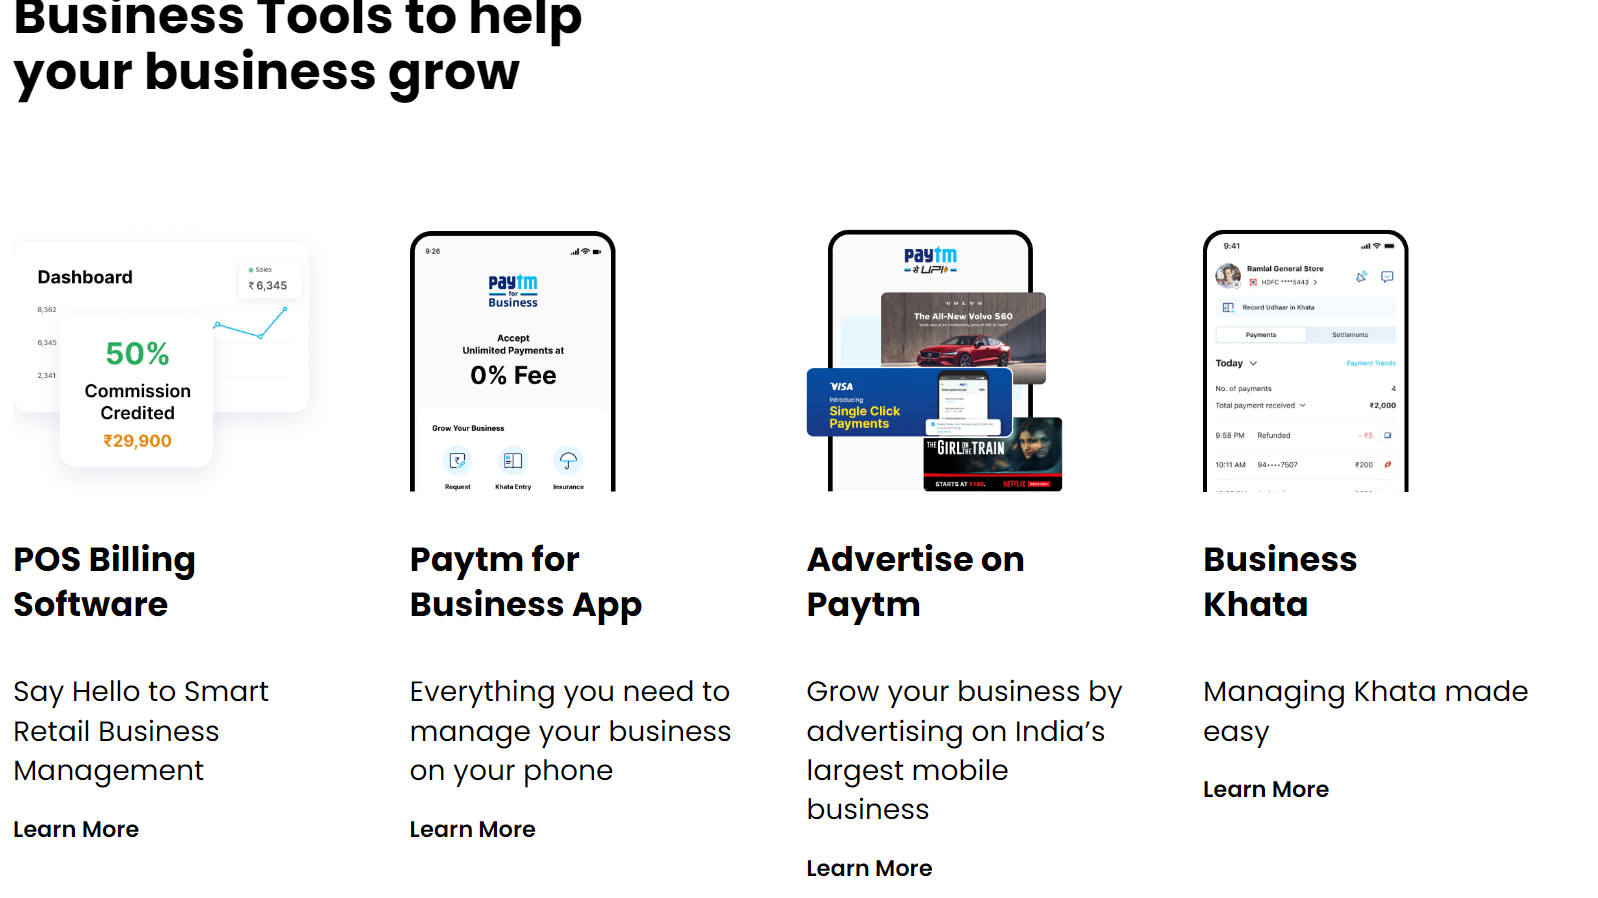 Business Tools to help
your business grow
Dashboard
Sales
₹ 6,345
8,362
6,345
2,341
50%
Commission
Credited
₹29,900
POS Billing
Software
Say Hello to Smart
Retail Business
Management
Learn More
9:26
paytm
for
Business
Accept
Unlimited Payments at
0% Fee
Grow Your Business
Request
Khata Entry
Insurance
Paytm for
Business App
Everything you need to
manage your business
on your phone
Learn More
paytm
से UPI
VOLVO
The All-New Volvo S60
VISA
Introducing
Single Click
Payments
THE GIRL ON THE TRAIN
STARTS AT ₹199.
NETFLIX
Advertise on
Paytm
Grow your business by
advertising on India’s
largest mobile
business
Learn More
9:41
Ramlal General Store
HDFC ****5443
Record Udhaar in Khata
Payments
Settlements
Today
Payment Trends
No. of payments
4
Total payment received
₹2,000
9:58 PM
Refunded
- ₹5
10:11 AM
94••••7507
₹200
Business
Khata
Managing Khata made
easy
Learn More